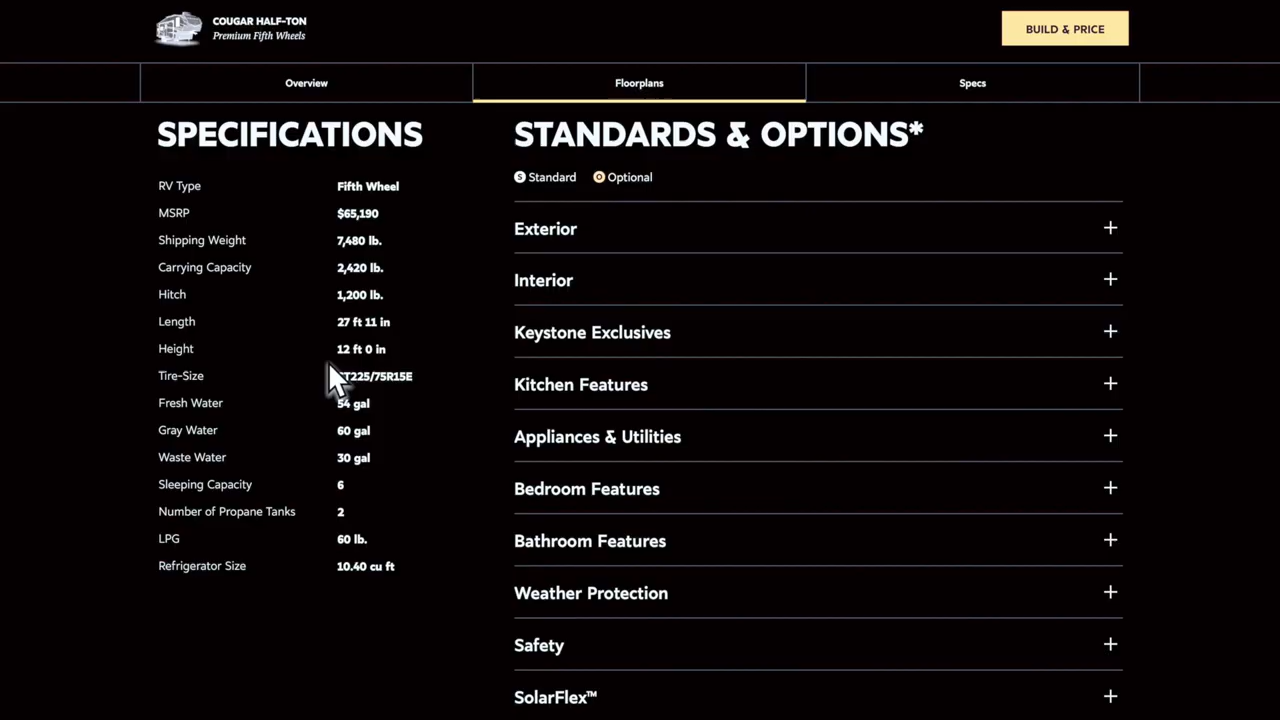 COUGAR HALF-TON
Premium Fifth Wheels
BUILD & PRICE
Overview
Floorplans
Specs
SPECIFICATIONS
RV Type Fifth Wheel
MSRP $65,190
Shipping Weight 7,480 lb.
Carrying Capacity 2,420 lb.
Hitch 1,200 lb.
Length 27 ft 11 in
Height 12 ft 0 in
Tire-Size T225/75R15E
Fresh Water 54 gal
Gray Water 60 gal
Waste Water 30 gal
Sleeping Capacity 6
Number of Propane Tanks 2
LPG 60 lb.
Refrigerator Size 10.40 cu ft
STANDARDS & OPTIONS*
S Standard O Optional
Exterior +
Interior +
Keystone Exclusives +
Kitchen Features +
Appliances & Utilities +
Bedroom Features +
Bathroom Features +
Weather Protection +
Safety +
SolarFlex™ +